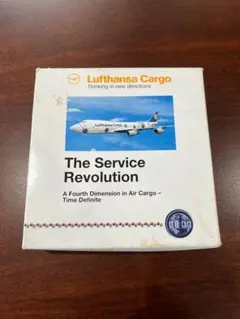 Lufthansa Cargo
Thinking in new directions
The Service
Revolution
A Fourth Dimension in Air Cargo –
Time Definite